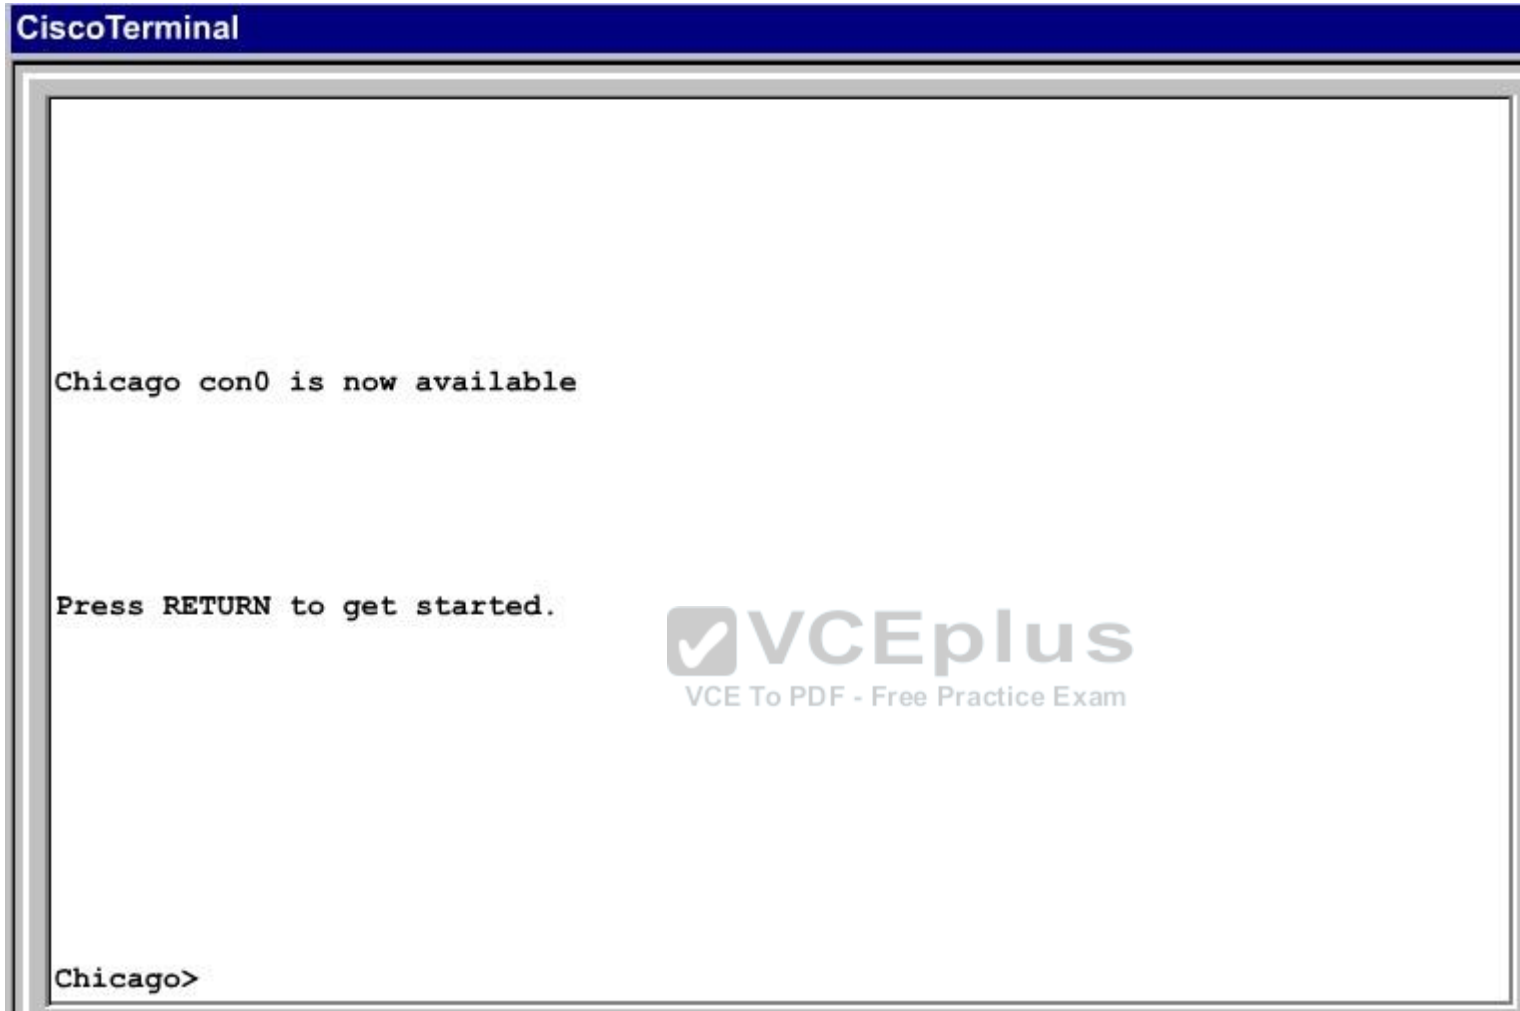 CiscoTerminal
Chicago con0 is now available
Press RETURN to get started.
VCEplus
VCE To PDF - Free Practice Exam
Chicago>